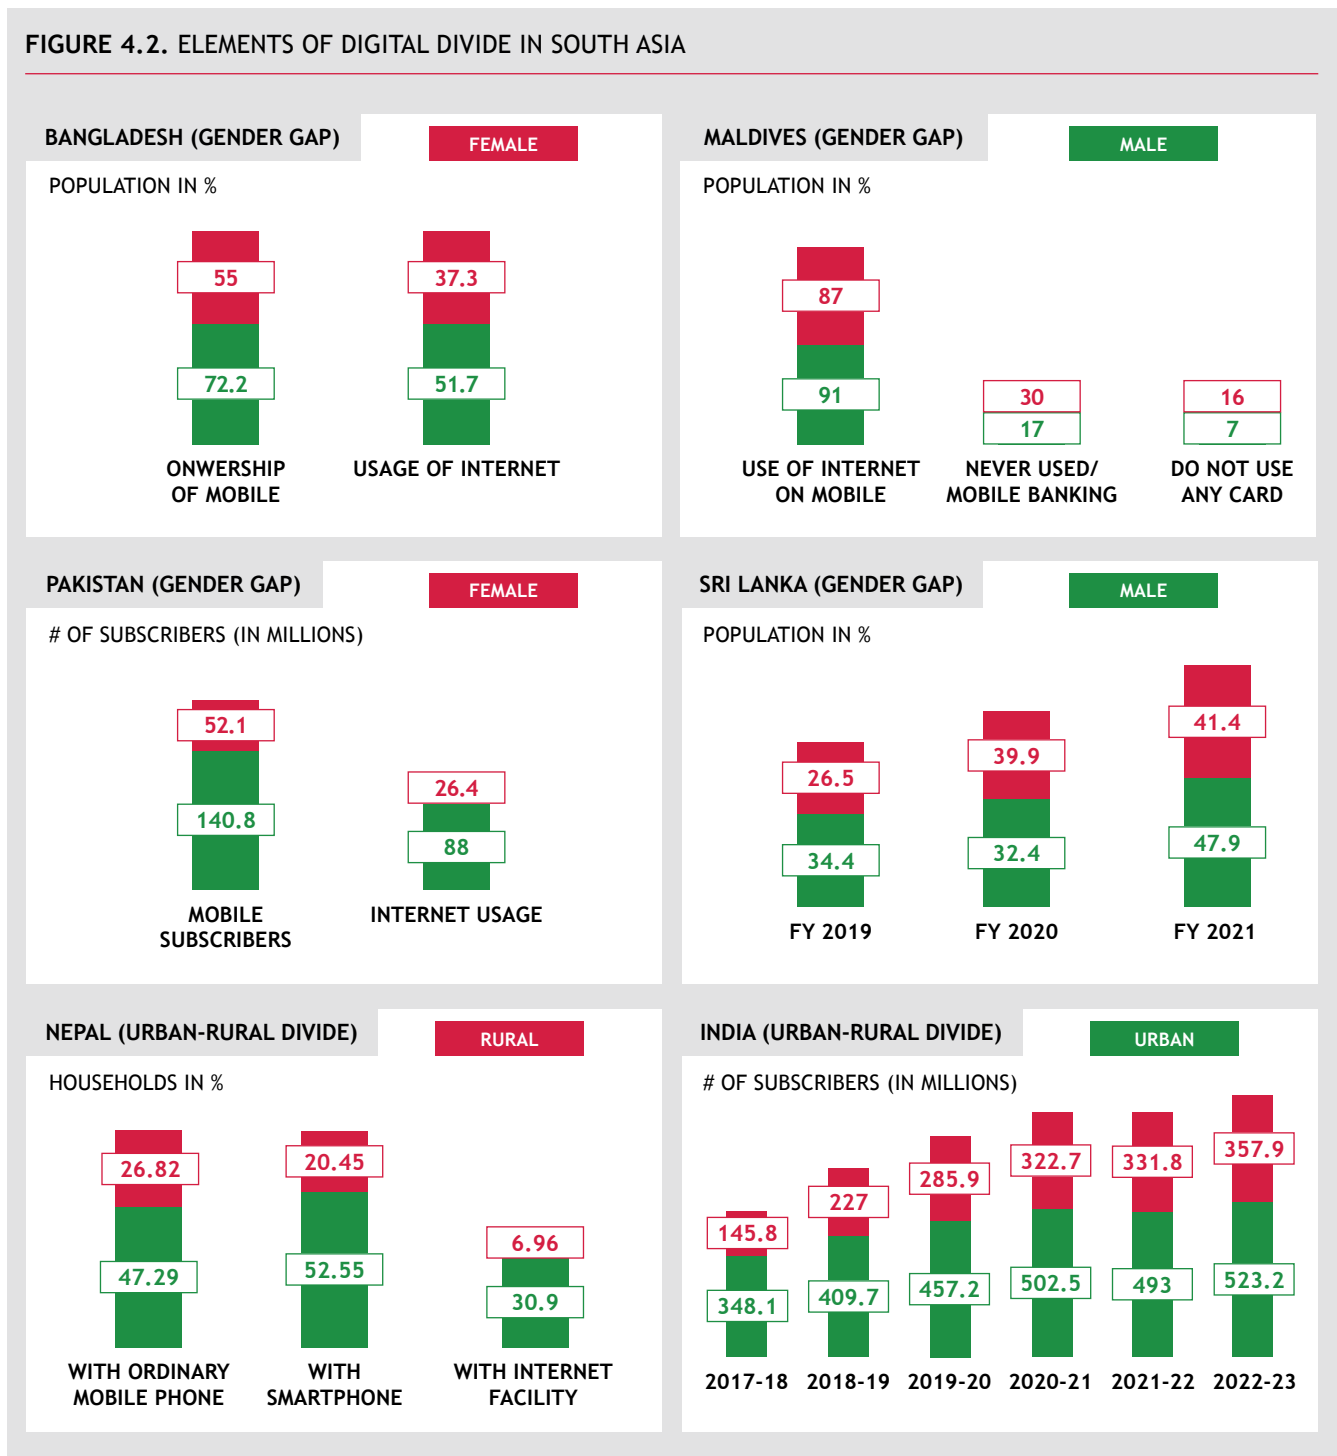 FIGURE 4.2. ELEMENTS OF DIGITAL DIVIDE IN SOUTH ASIA
BANGLADESH (GENDER GAP)
FEMALE
POPULATION IN %
55
37.3
72.2
51.7
ONWERSHIP
OF MOBILE
USAGE OF INTERNET
MALDIVES (GENDER GAP)
MALE
POPULATION IN %
87
91
30
17
16
7
USE OF INTERNET
ON MOBILE
NEVER USED/
MOBILE BANKING
DO NOT USE
ANY CARD
PAKISTAN (GENDER GAP)
FEMALE
# OF SUBSCRIBERS (IN MILLIONS)
52.1
140.8
26.4
88
MOBILE
SUBSCRIBERS
INTERNET USAGE
SRI LANKA (GENDER GAP)
MALE
POPULATION IN %
26.5
34.4
39.9
32.4
41.4
47.9
FY 2019
FY 2020
FY 2021
NEPAL (URBAN-RURAL DIVIDE)
RURAL
HOUSEHOLDS IN %
26.82
47.29
20.45
52.55
6.96
30.9
WITH ORDINARY
MOBILE PHONE
WITH
SMARTPHONE
WITH INTERNET
FACILITY
INDIA (URBAN-RURAL DIVIDE)
URBAN
# OF SUBSCRIBERS (IN MILLIONS)
145.8
348.1
227
409.7
285.9
457.2
322.7
502.5
331.8
493
357.9
523.2
2017-18
2018-19
2019-20
2020-21
2021-22
2022-23